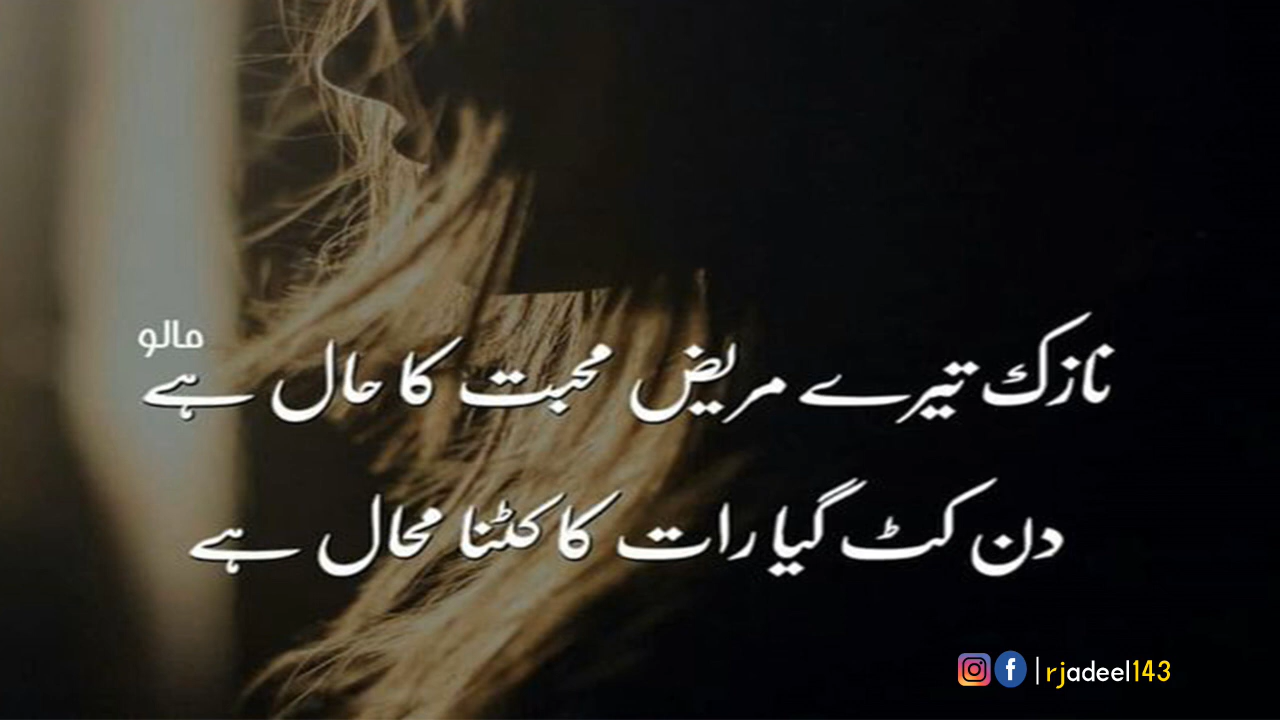 مالو
نازک تیرے مریض محبت کا حال ہے
دن کٹ گیا رات کا کٹنا محال ہے
|rjadeel143